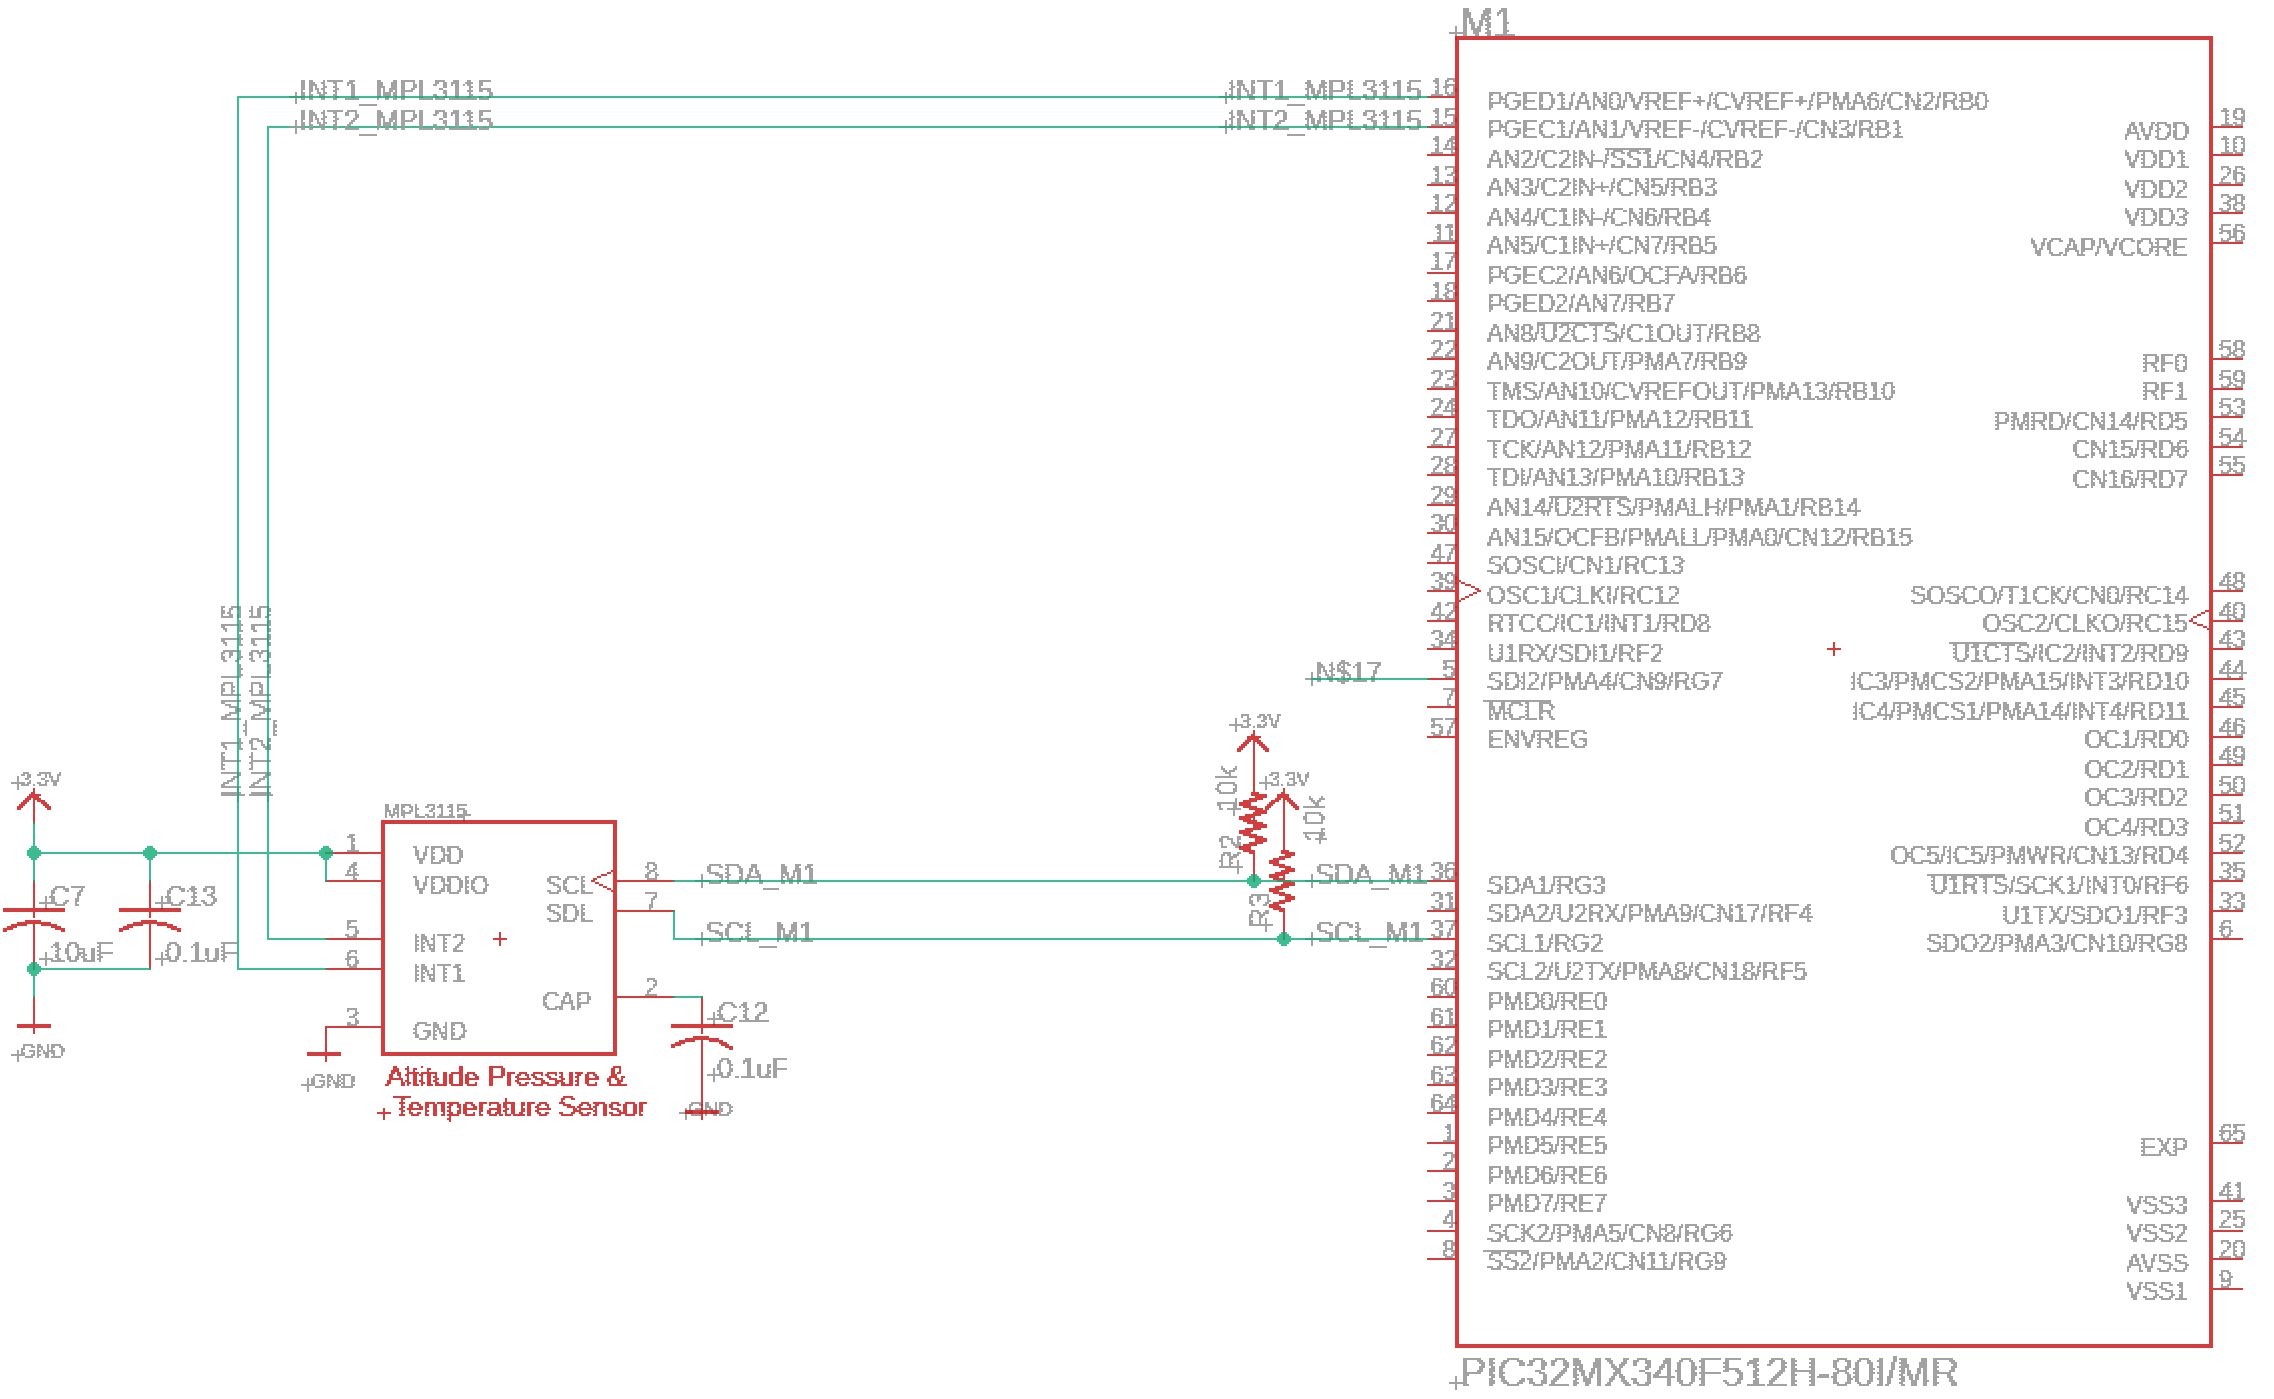 M1
INT1_MPL3115
INT2_MPL3115
INT1_MPL3115
INT2_MPL3115
16 PGED1/AN0/VREF+/CVREF+/PMA6/CN2/RB0
15 PGEC1/AN1/VREF-/CVREF-/CN3/RB1
14 AN2/C2IN-/SS1/CN4/RB2
13 AN3/C2IN+/CN5/RB3
12 AN4/C1IN-/CN6/RB4
11 AN5/C1IN+/CN7/RB5
17 PGEC2/AN6/OCFA/RB6
18 PGED2/AN7/RB7
21 AN8/U2CTS/C1OUT/RB8
22 AN9/C2OUT/PMA7/RB9
23 TMS/AN10/CVREFOUT/PMA13/RB10
24 TDO/AN11/PMA12/RB11
27 TCK/AN12/PMA11/RB12
28 TDI/AN13/PMA10/RB13
29 AN14/U2RTS/PMALH/PMA1/RB14
30 AN15/OCFB/PMALL/PMA0/CN12/RB15
47 SOSCI/CN1/RC13
39 OSC1/CLKI/RC12
42 RTCC/IC1/INT1/RD8
34 U1RX/SDI1/RF2
N$17
5 SDI2/PMA4/CN9/RG7
7 MCLR
57 ENVREG
36 SDA1/RG3
31 SDA2/U2RX/PMA9/CN17/RF4
37 SCL1/RG2
32 SCL2/U2TX/PMA8/CN18/RF5
60 PMD0/RE0
61 PMD1/RE1
62 PMD2/RE2
63 PMD3/RE3
64 PMD4/RE4
1 PMD5/RE5
2 PMD6/RE6
3 PMD7/RE7
4 SCK2/PMA5/CN8/RG6
8 SS2/PMA2/CN11/RG9
AVDD 19
VDD1 10
VDD2 26
VDD3 38
VCAP/VCORE 56
RF0 58
RF1 59
PMRD/CN14/RD5 53
CN15/RD6 54
CN16/RD7 55
SOSCO/T1CK/CN0/RC14 48
OSC2/CLKO/RC15 40
U1CTS/IC2/INT2/RD9 43
IC3/PMCS2/PMA15/INT3/RD10 44
IC4/PMCS1/PMA14/INT4/RD11 45
OC1/RD0 46
OC2/RD1 49
OC3/RD2 50
OC4/RD3 51
OC5/IC5/PMWR/CN13/RD4 52
U1RTS/SCK1/INT0/RF6 35
U1TX/SDO1/RF3 33
SDO2/PMA3/CN10/RG8 6
EXP 65
VSS3 41
VSS2 25
AVSS 20
VSS1 9
PIC32MX340F512H-80I/MR
INT1_MPL3115
INT2_MPL3115
3.3V
C7
10uF
C13
0.1uF
GND
MPL3115
1 VDD
4 VDDIO
5 INT2
6 INT1
3 GND
SCL 8
SDL 7
CAP 2
GND
Altitude Pressure &
Temperature Sensor
C12
0.1uF
GND
SDA_M1
SCL_M1
3.3V
10k
R2
3.3V
10k
R3
SDA_M1
SCL_M1